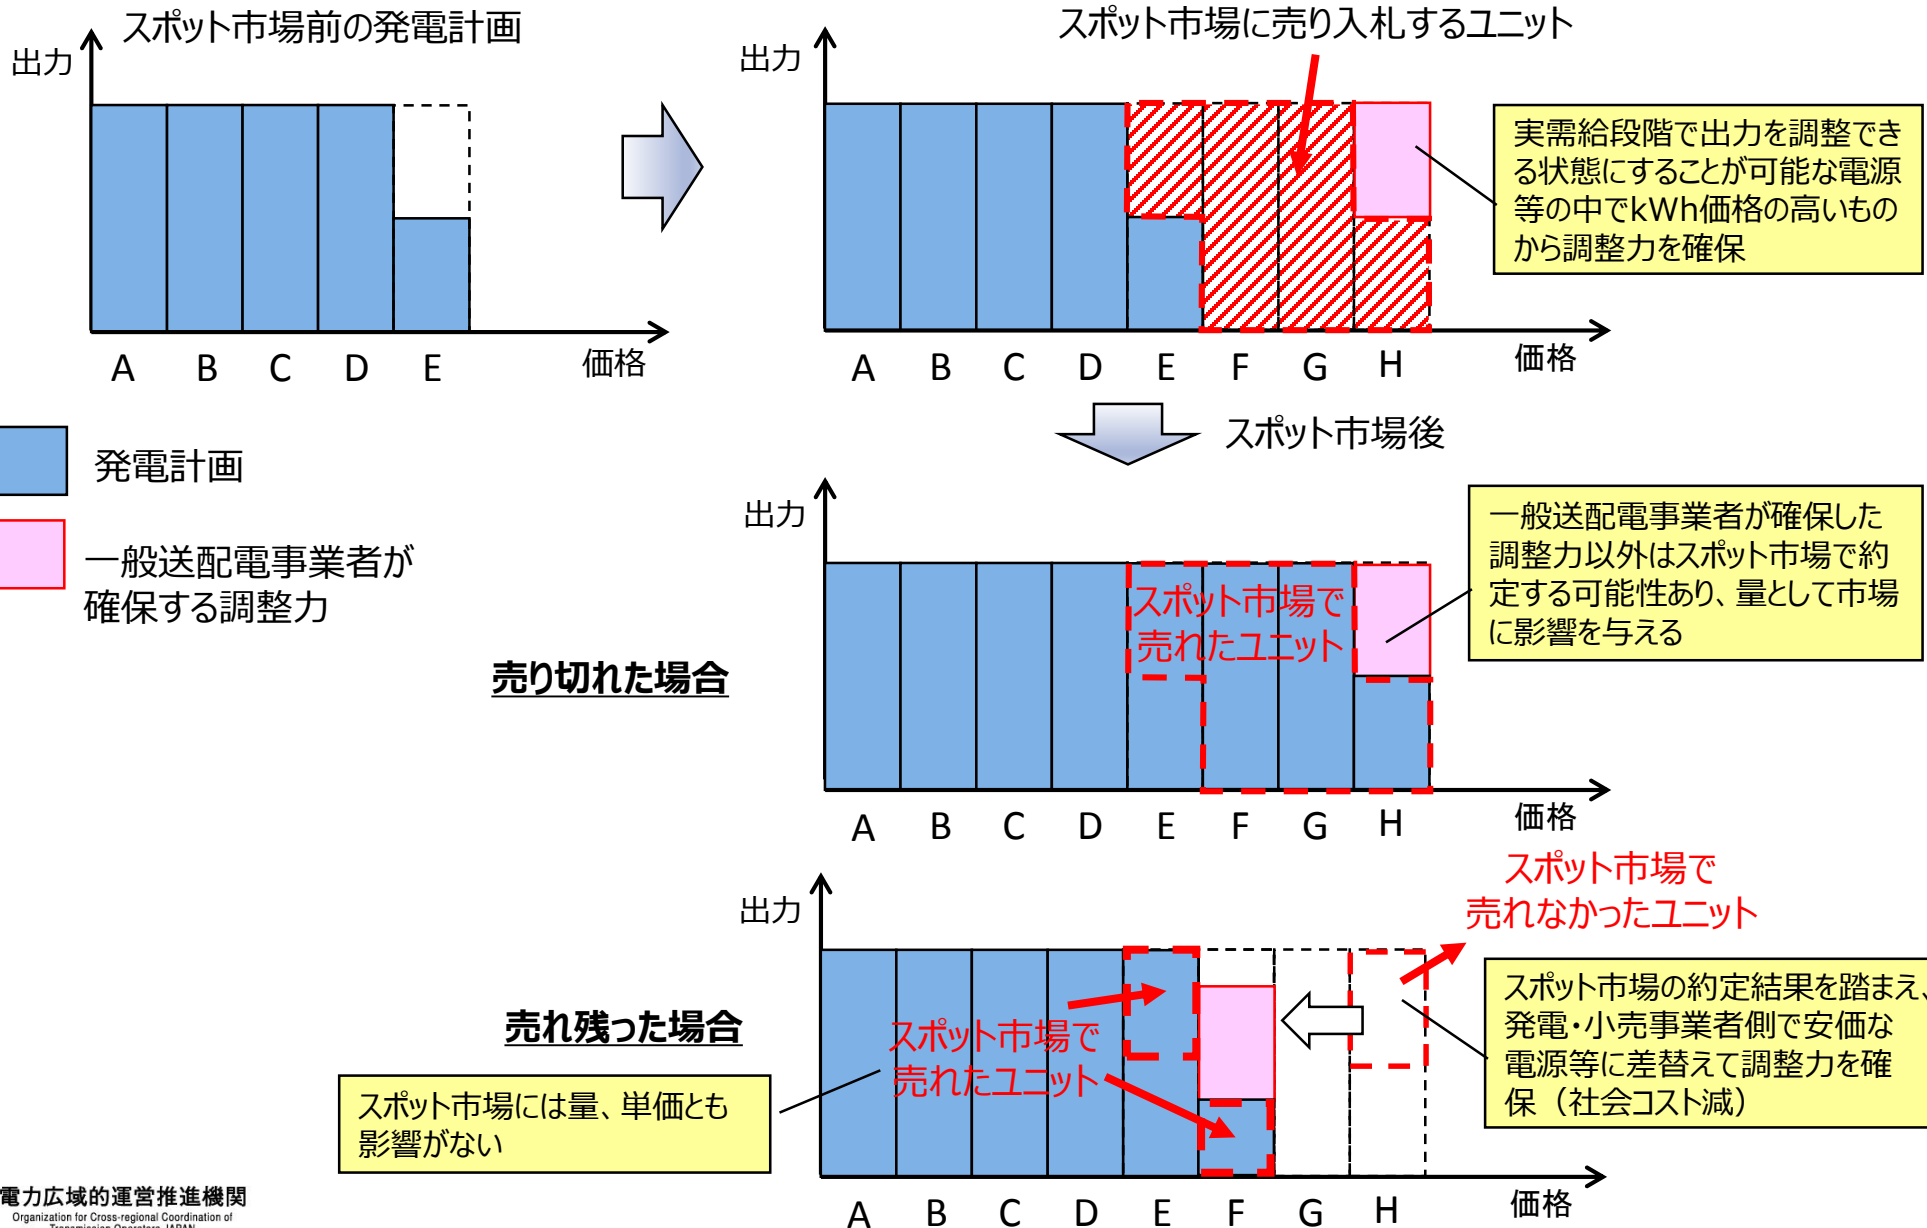 スポット市場前の発電計画
出力
A B C D E
価格
スポット市場に売り入札するユニット
出力
実需給段階で出力を調整でき
る状態にすることが可能な電源
等の中でkWh価格の高いもの
から調整力を確保
A B C D E F G H
価格
スポット市場後
発電計画
一般送配電事業者が
確保する調整力
売り切れた場合
出力
スポット市場で
売れたユニット
一般送配電事業者が確保した
調整力以外はスポット市場で約
定する可能性あり、量として市場
に影響を与える
A B C D E F G H
価格
売れ残った場合
出力
スポット市場で
売れたユニット
スポット市場で
売れなかったユニット
スポット市場の約定結果を踏まえ、
発電・小売事業者側で安価な
電源等に差替えて調整力を確
保（社会コスト減）
スポット市場には量、単価とも
影響がない
A B C D E F G H
価格
電力広域的運営推進機関
Organization for Cross-regional Coordination of
Transmission Operators, JAPAN